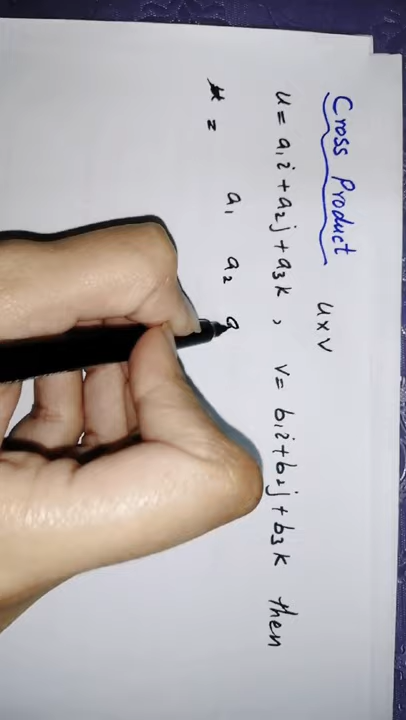 Cross Product u×v
u = a1i + a2j + a3k , v = b1i + b2j + b3k then
=
a1 a2 a